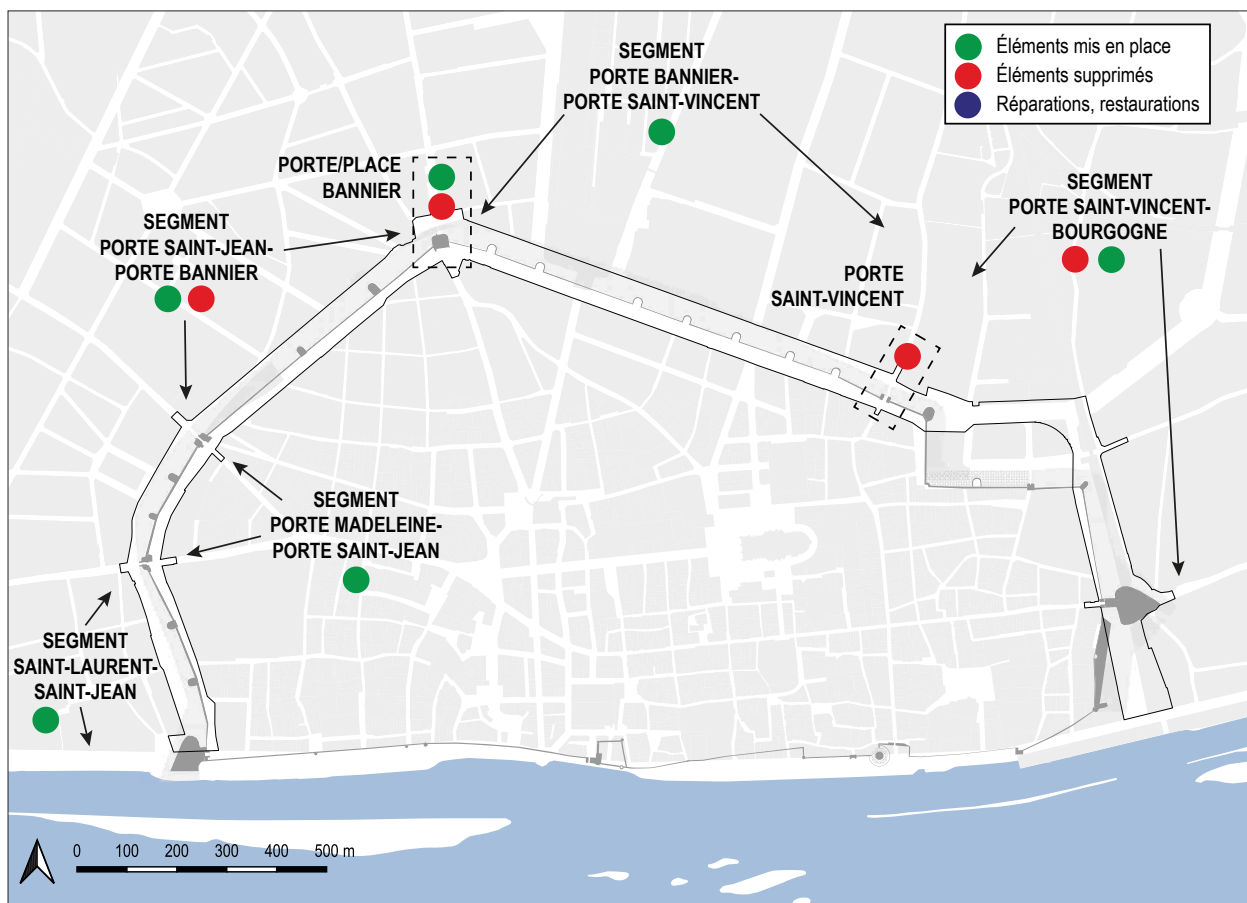 SEGMENT
PORTE BANNIER-
PORTE SAINT-VINCENT
Éléments mis en place
Éléments supprimés
Réparations, restaurations
PORTE/PLACE
BANNIER
SEGMENT
PORTE SAINT-VINCENT-
BOURGOGNE
SEGMENT
PORTE SAINT-JEAN-
PORTE BANNIER
PORTE
SAINT-VINCENT
SEGMENT
PORTE MADELEINE-
PORTE SAINT-JEAN
SEGMENT
SAINT-LAURENT-
SAINT-JEAN
0 100 200 300 400 500 m